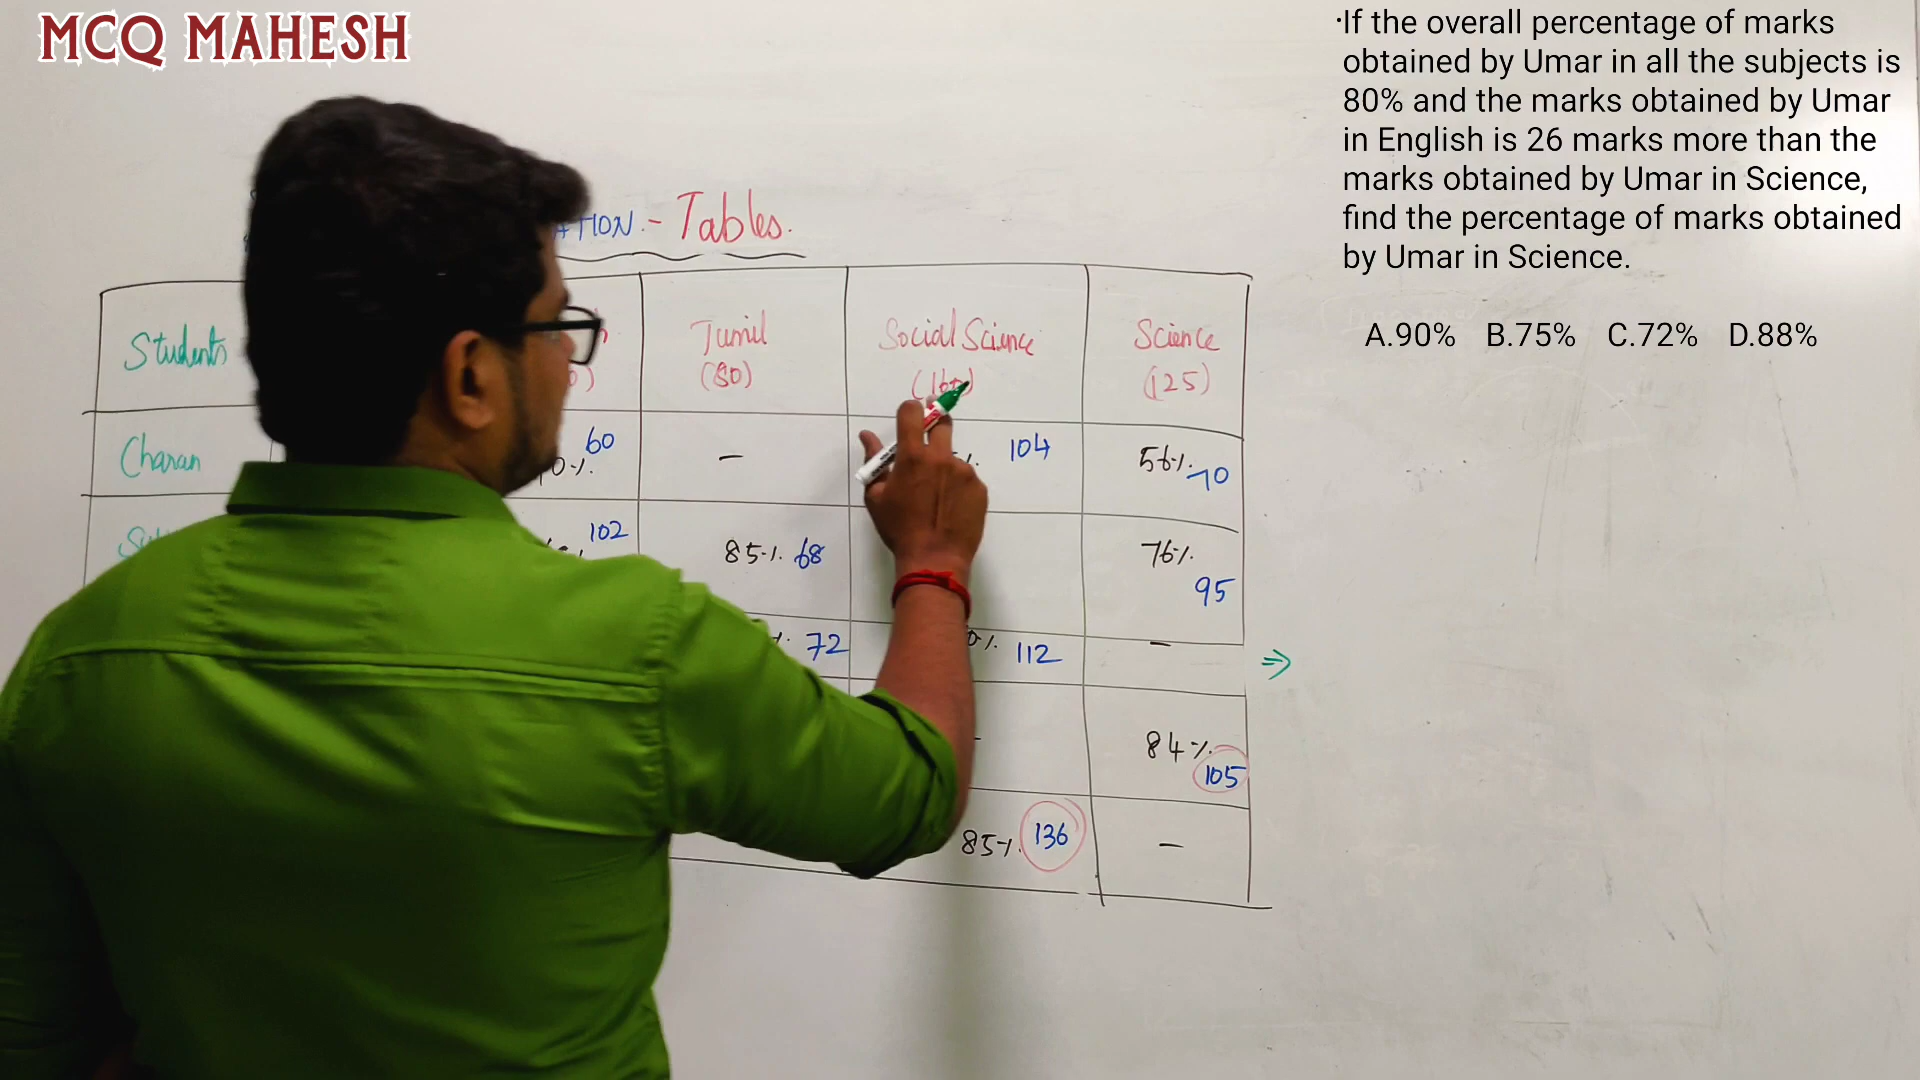 MCQ MAHESH
·If the overall percentage of marks
obtained by Umar in all the subjects is
80% and the marks obtained by Umar
in English is 26 marks more than the
marks obtained by Umar in Science,
find the percentage of marks obtained
by Umar in Science.
A.90% B.75% C.72% D.88%
ATION - Tables.
Students Tamil Social Science Science
(80) (160) (125)
Charan 60 - 104 56% 70
102 85% 68 76% 95
72 112 -
84% 105
85% 136 -